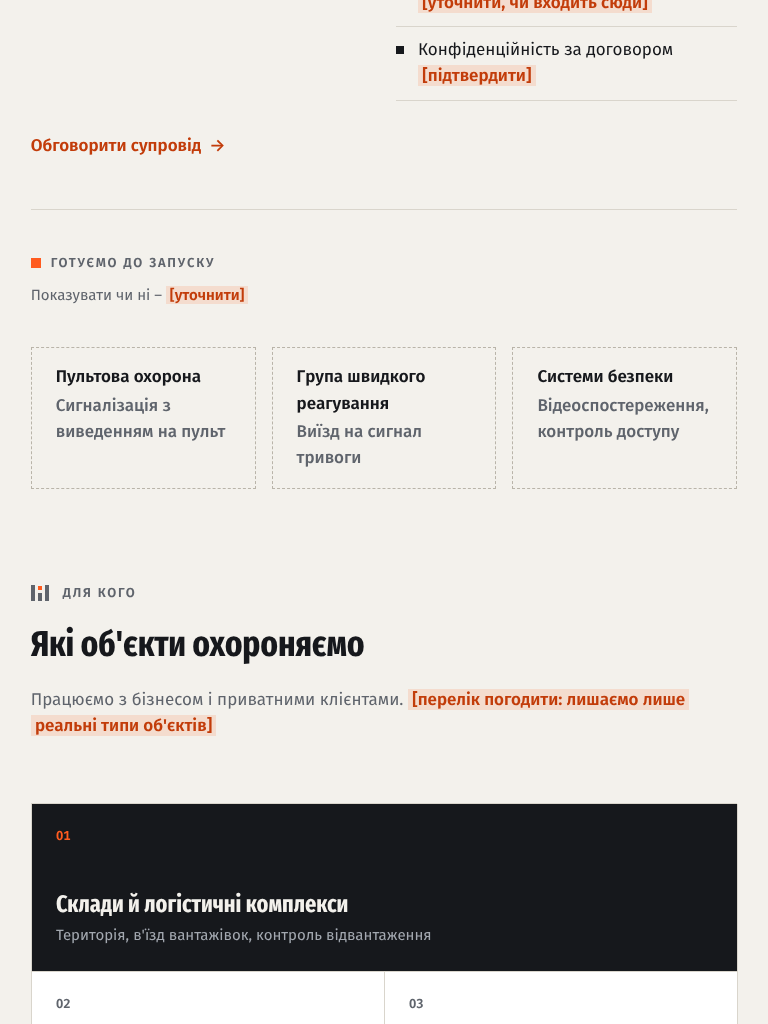 [уточнити, чи входить сюди]
Конфіденційність за договором
[підтвердити]
Обговорити супровід →
ГОТУЄМО ДО ЗАПУСКУ
Показувати чи ні – [уточнити]
Пультова охорона
Сигналізація з
виведенням на пульт
Група швидкого
реагування
Виїзд на сигнал
тривоги
Системи безпеки
Відеоспостереження,
контроль доступу
ДЛЯ КОГО
Які об'єкти охороняємо
Працюємо з бізнесом і приватними клієнтами. [перелік погодити: лишаємо лише
реальні типи об'єктів]
01
Склади й логістичні комплекси
Територія, в'їзд вантажівок, контроль відвантаження
02
03